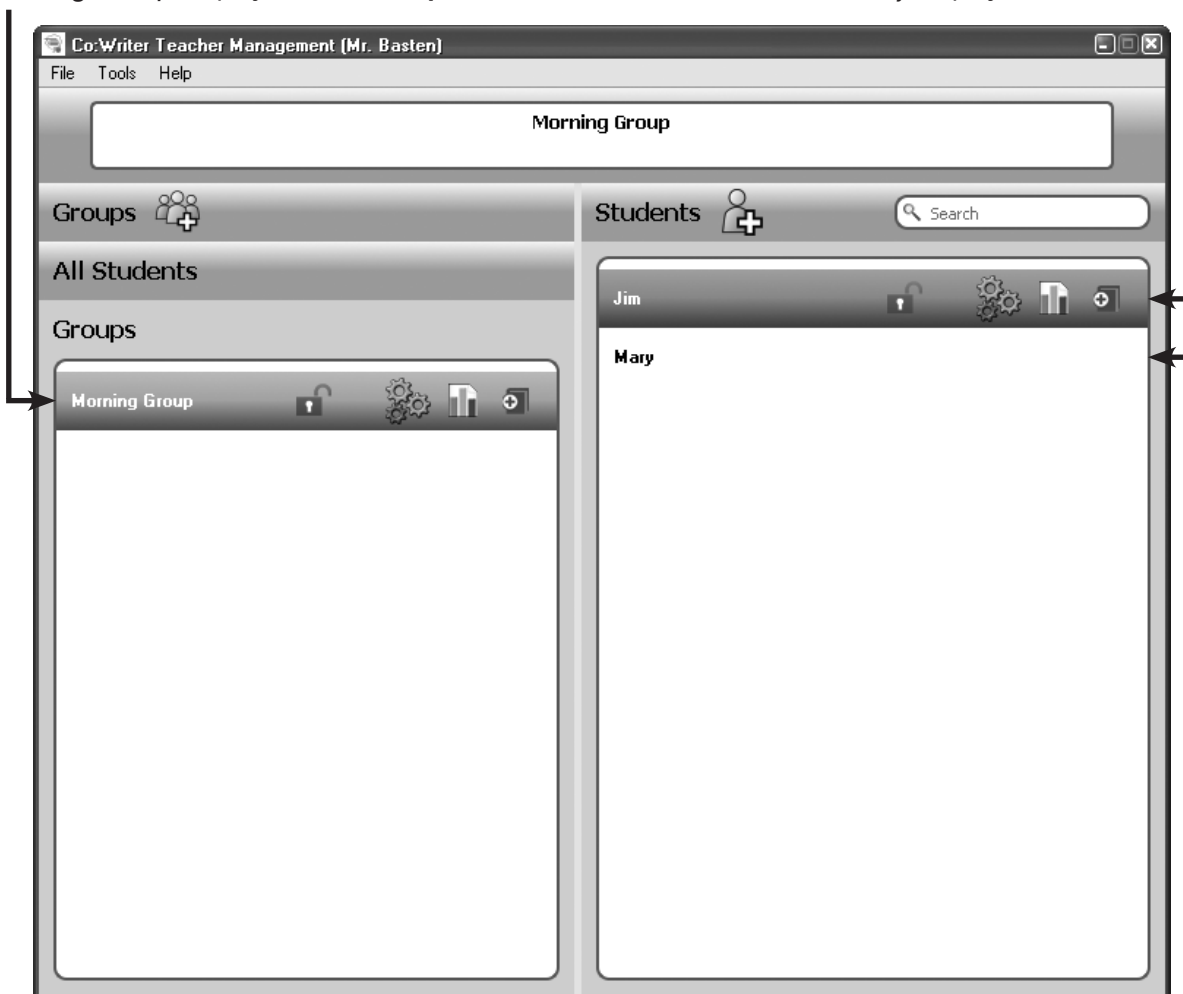 Co:Writer Teacher Management (Mr. Basten)
File Tools Help
Morning Group
Groups
Students
Search
All Students
Groups
Jim
Mary
Morning Group